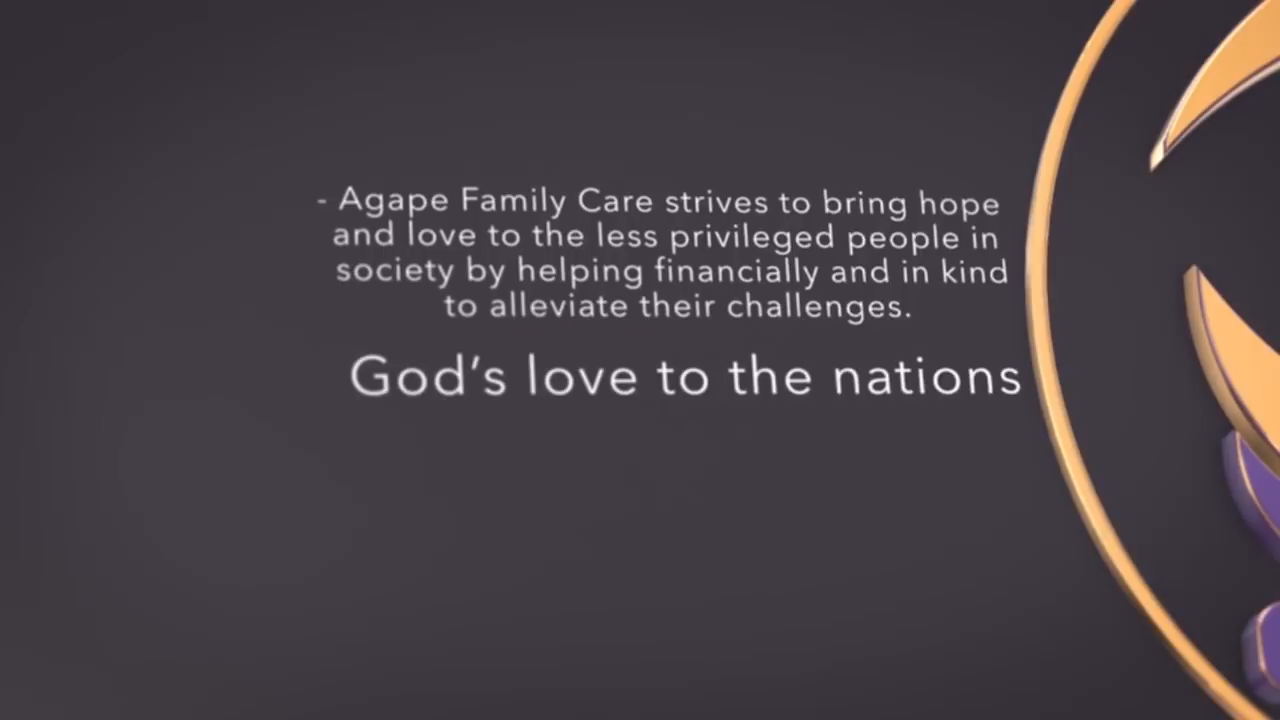 - Agape Family Care strives to bring hope
and love to the less privileged people in
society by helping financially and in kind
to alleviate their challenges.
God's love to the nations